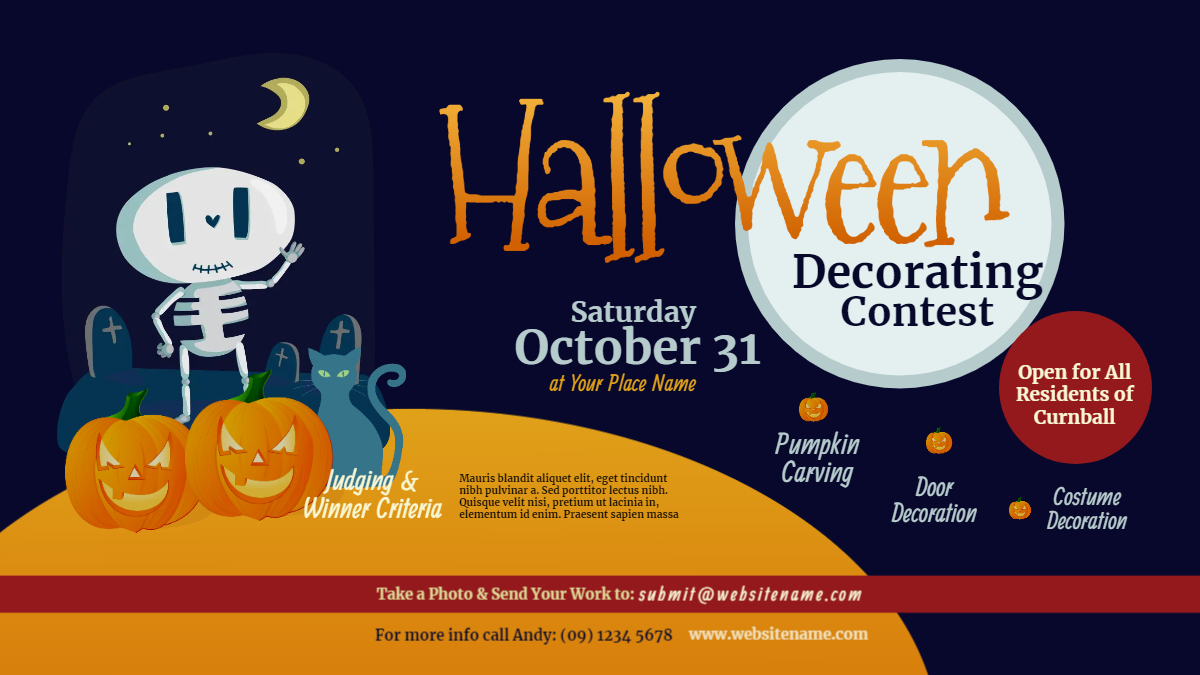 Halloween
Decorating
Contest
Saturday
October 31
at Your Place Name
Open for All
Residents of
Curnball
Pumpkin
Carving
Door
Decoration
Costume
Decoration
Judging &
Winner Criteria
Mauris blandit aliquet elit, eget tincidunt
nibh pulvinar a. Sed porttitor lectus nibh.
Quisque velit nisi, pretium ut lacinia in,
elementum id enim. Praesent sapien massa
Take a Photo & Send Your Work to: submit@websitename.com
For more info call Andy: (09) 1234 5678 www.websitename.com